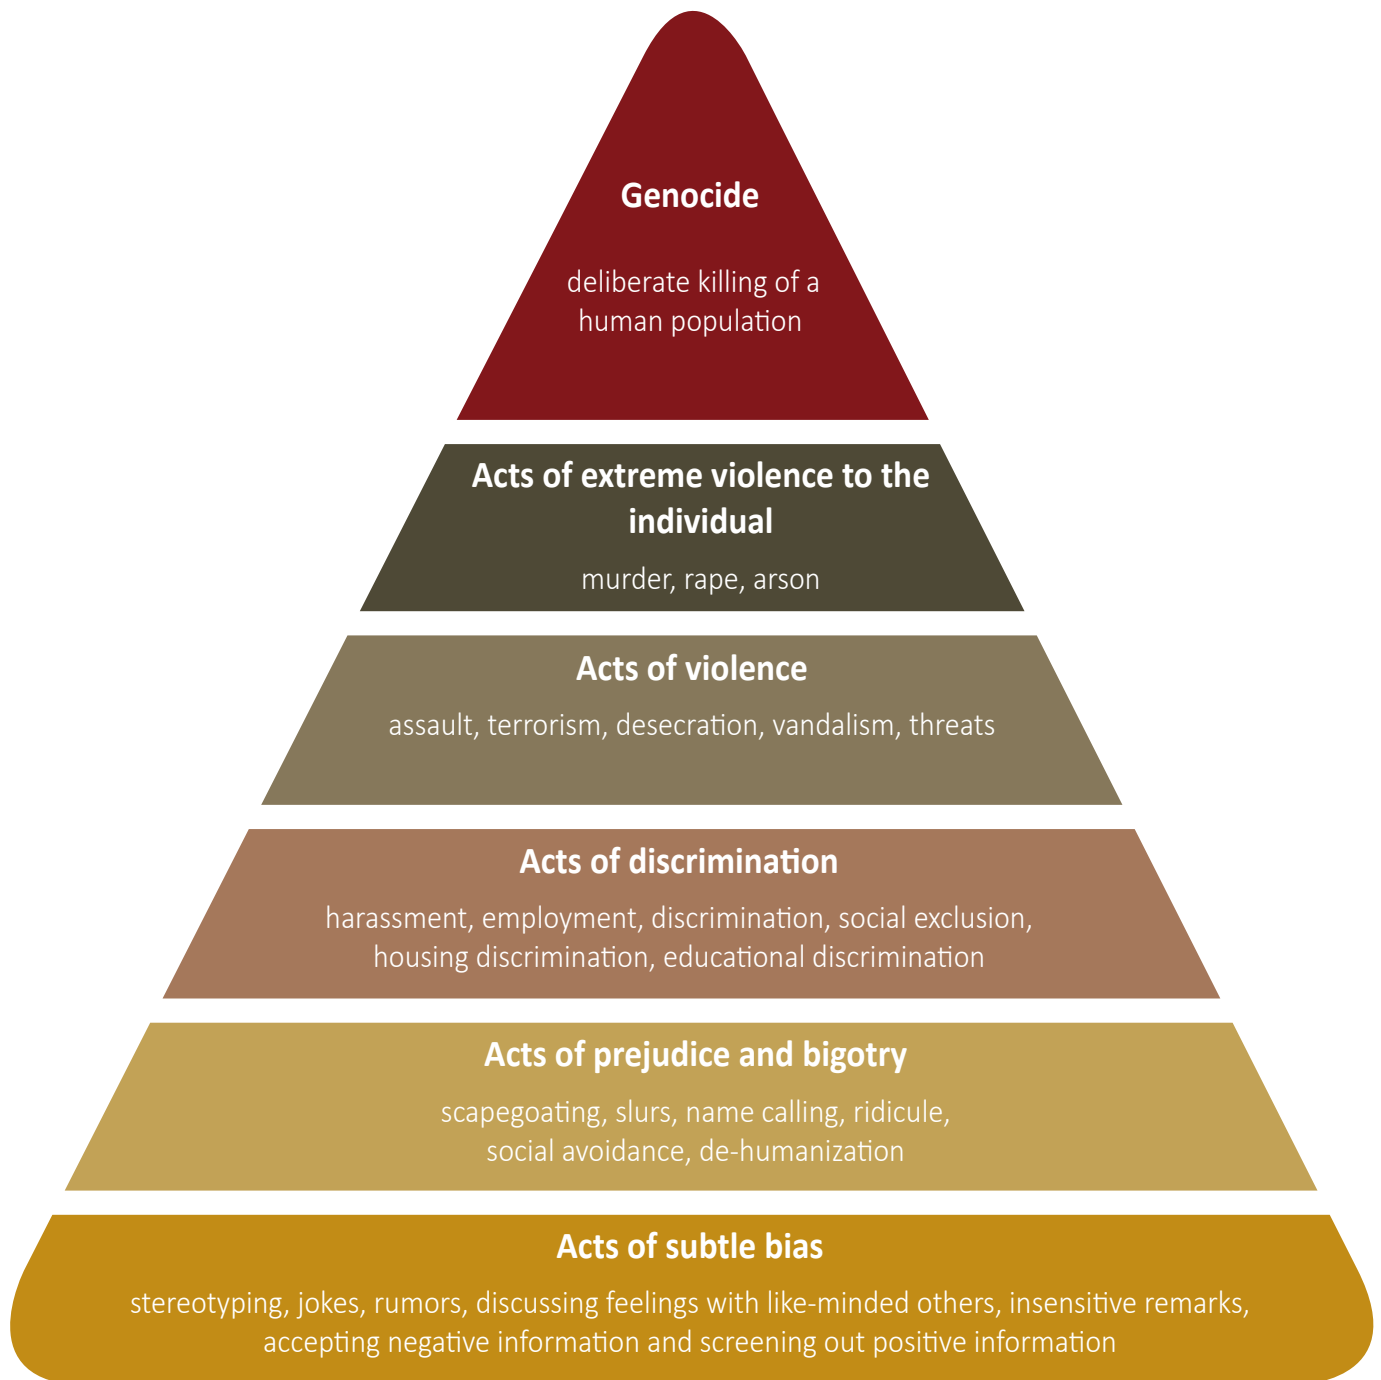 Genocide
deliberate killing of a
human population
Acts of extreme violence to the
individual
murder, rape, arson
Acts of violence
assault, terrorism, desecration, vandalism, threats
Acts of discrimination
harassment, employment, discrimination, social exclusion,
housing discrimination, educational discrimination
Acts of prejudice and bigotry
scapegoating, slurs, name calling, ridicule,
social avoidance, de-humanization
Acts of subtle bias
stereotyping, jokes, rumors, discussing feelings with like-minded others, insensitive remarks,
accepting negative information and screening out positive information